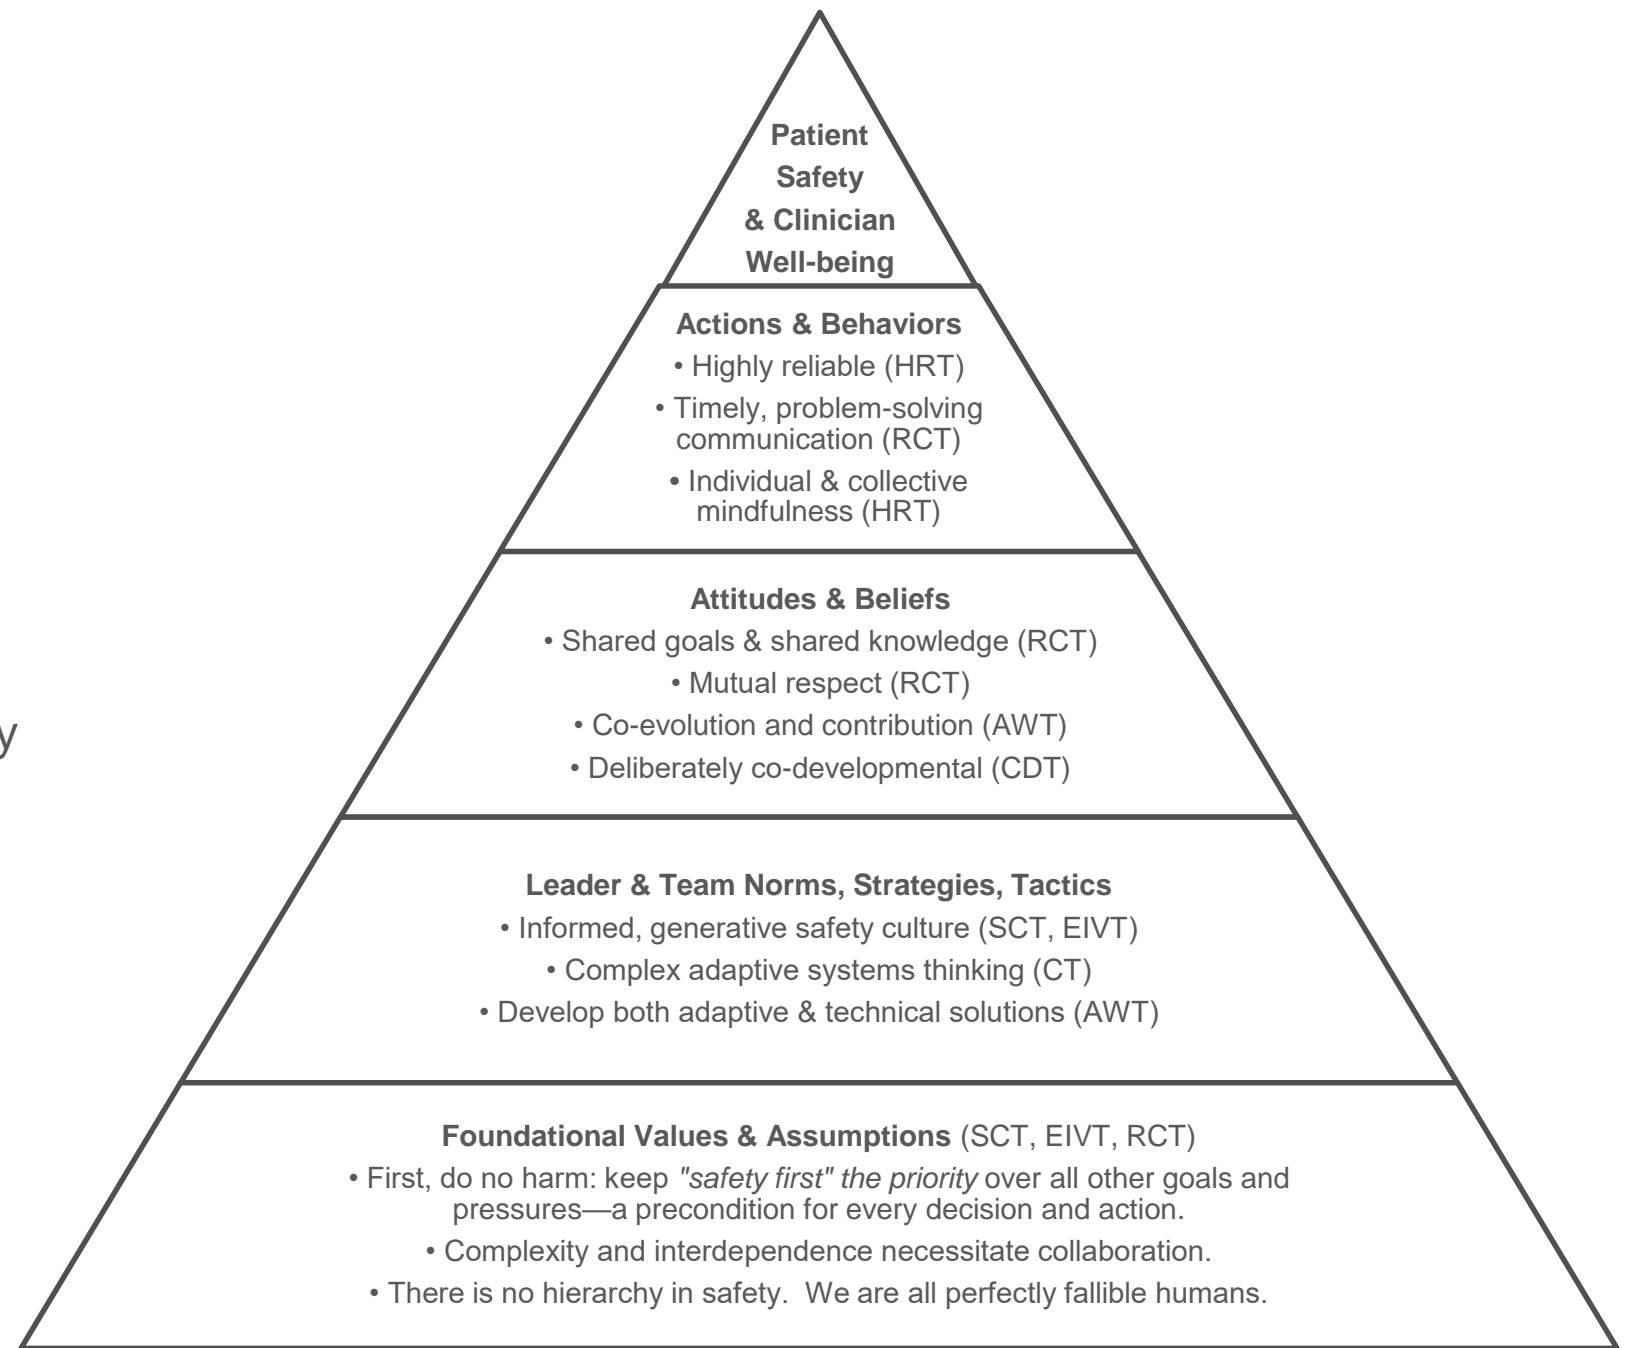 Patient
Safety
& Clinician
Well-being
Actions & Behaviors
• Highly reliable (HRT)
• Timely, problem-solving
communication (RCT)
• Individual & collective
mindfulness (HRT)
Attitudes & Beliefs
• Shared goals & shared knowledge (RCT)
• Mutual respect (RCT)
• Co-evolution and contribution (AWT)
• Deliberately co-developmental (CDT)
Leader & Team Norms, Strategies, Tactics
• Informed, generative safety culture (SCT, EIVT)
• Complex adaptive systems thinking (CT)
• Develop both adaptive & technical solutions (AWT)
Foundational Values & Assumptions (SCT, EIVT, RCT)
• First, do no harm: keep "safety first" the priority over all other goals and
pressures—a precondition for every decision and action.
• Complexity and interdependence necessitate collaboration.
• There is no hierarchy in safety.  We are all perfectly fallible humans.